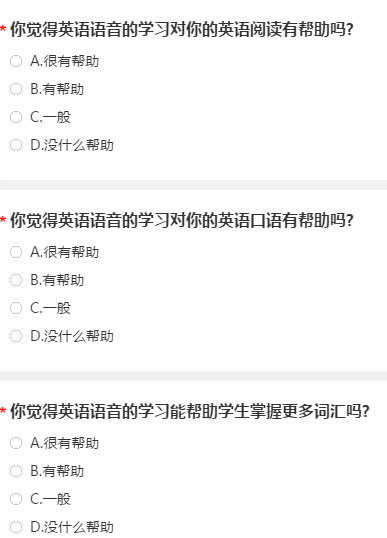 * 你觉得英语语音的学习对你的英语阅读有帮助吗?
A.很有帮助
B.有帮助
C.一般
D.没什么帮助
* 你觉得英语语音的学习对你的英语口语有帮助吗?
A.很有帮助
B.有帮助
C.一般
D.没什么帮助
* 你觉得英语语音的学习能帮助学生掌握更多词汇吗?
A.很有帮助
B.有帮助
C.一般
D.没什么帮助